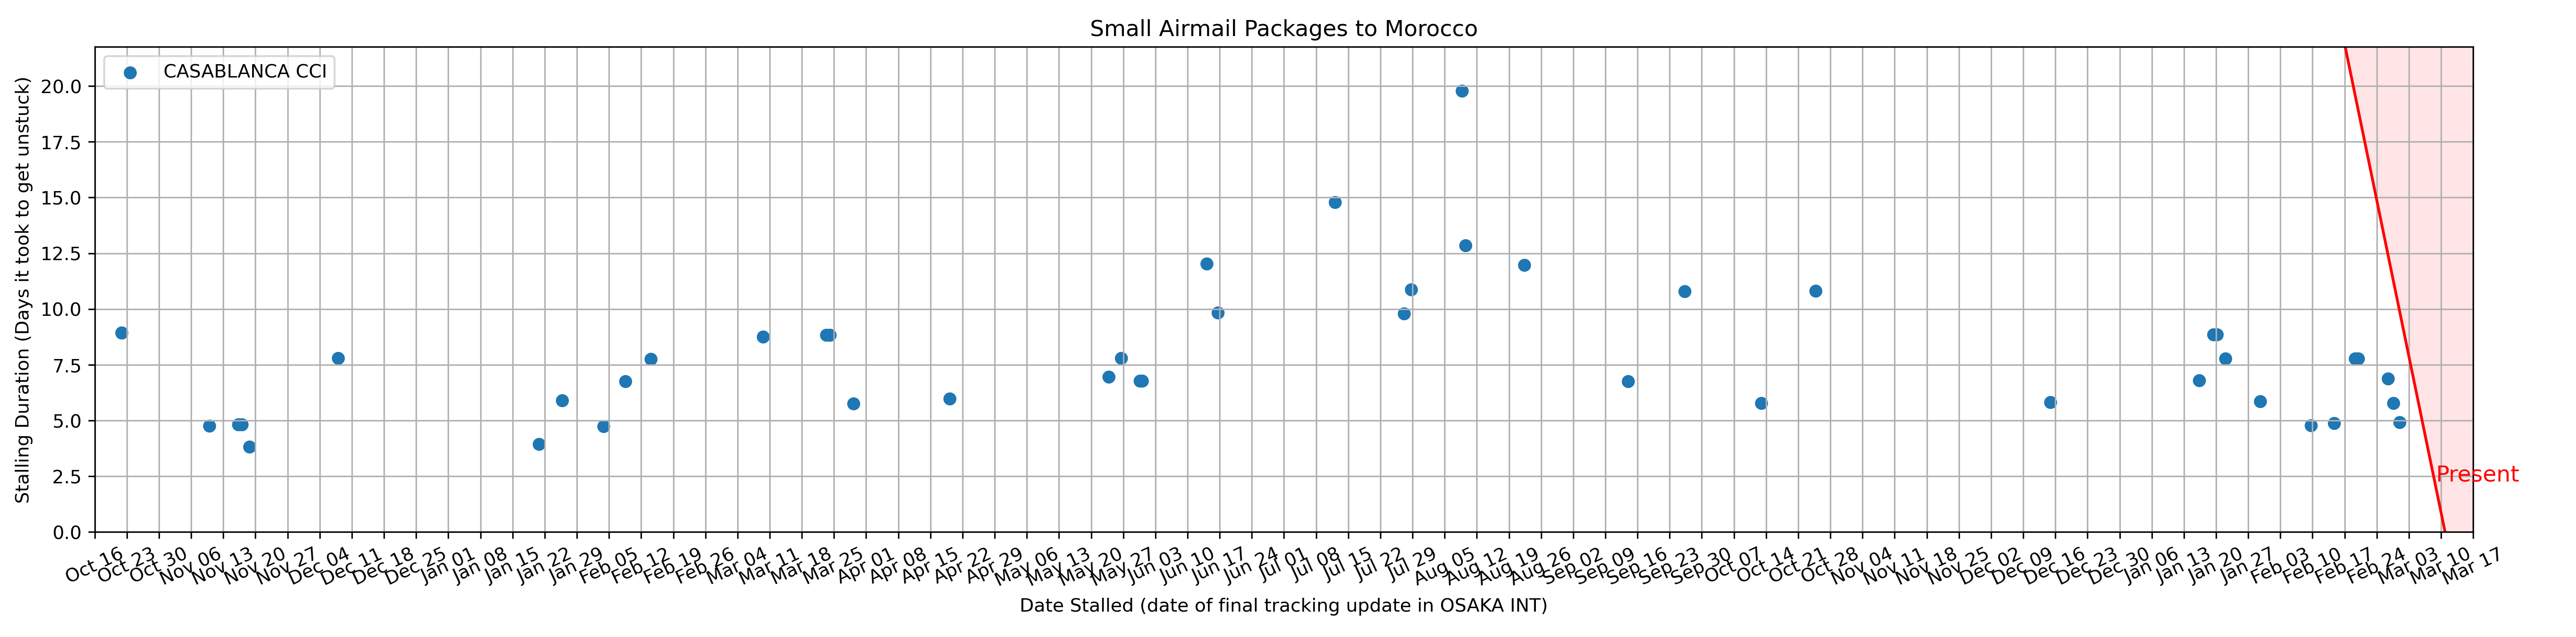 Small Airmail Packages to Morocco
CASABLANCA CCI
Stalling Duration (Days it took to get unstuck)
20.0
17.5
15.0
12.5
10.0
7.5
5.0
2.5
0.0
Present
Oct 16 Oct 23 Oct 30 Nov 06 Nov 13 Nov 20 Nov 27 Dec 04 Dec 11 Dec 18 Dec 25 Jan 01 Jan 08 Jan 15 Jan 22 Jan 29 Feb 05 Feb 12 Feb 19 Feb 26 Mar 04 Mar 11 Mar 18 Mar 25 Apr 01 Apr 08 Apr 15 Apr 22 Apr 29 May 06 May 13 May 20 May 27 Jun 03 Jun 10 Jun 17 Jun 24 Jul 01 Jul 08 Jul 15 Jul 22 Jul 29 Aug 05 Aug 12 Aug 19 Aug 26 Sep 02 Sep 09 Sep 16 Sep 23 Sep 30 Oct 07 Oct 14 Oct 21 Oct 28 Nov 04 Nov 11 Nov 18 Nov 25 Dec 02 Dec 09 Dec 16 Dec 23 Dec 30 Jan 06 Jan 13 Jan 20 Jan 27 Feb 03 Feb 10 Feb 17 Feb 24 Mar 03 Mar 10 Mar 17
Date Stalled (date of final tracking update in OSAKA INT)